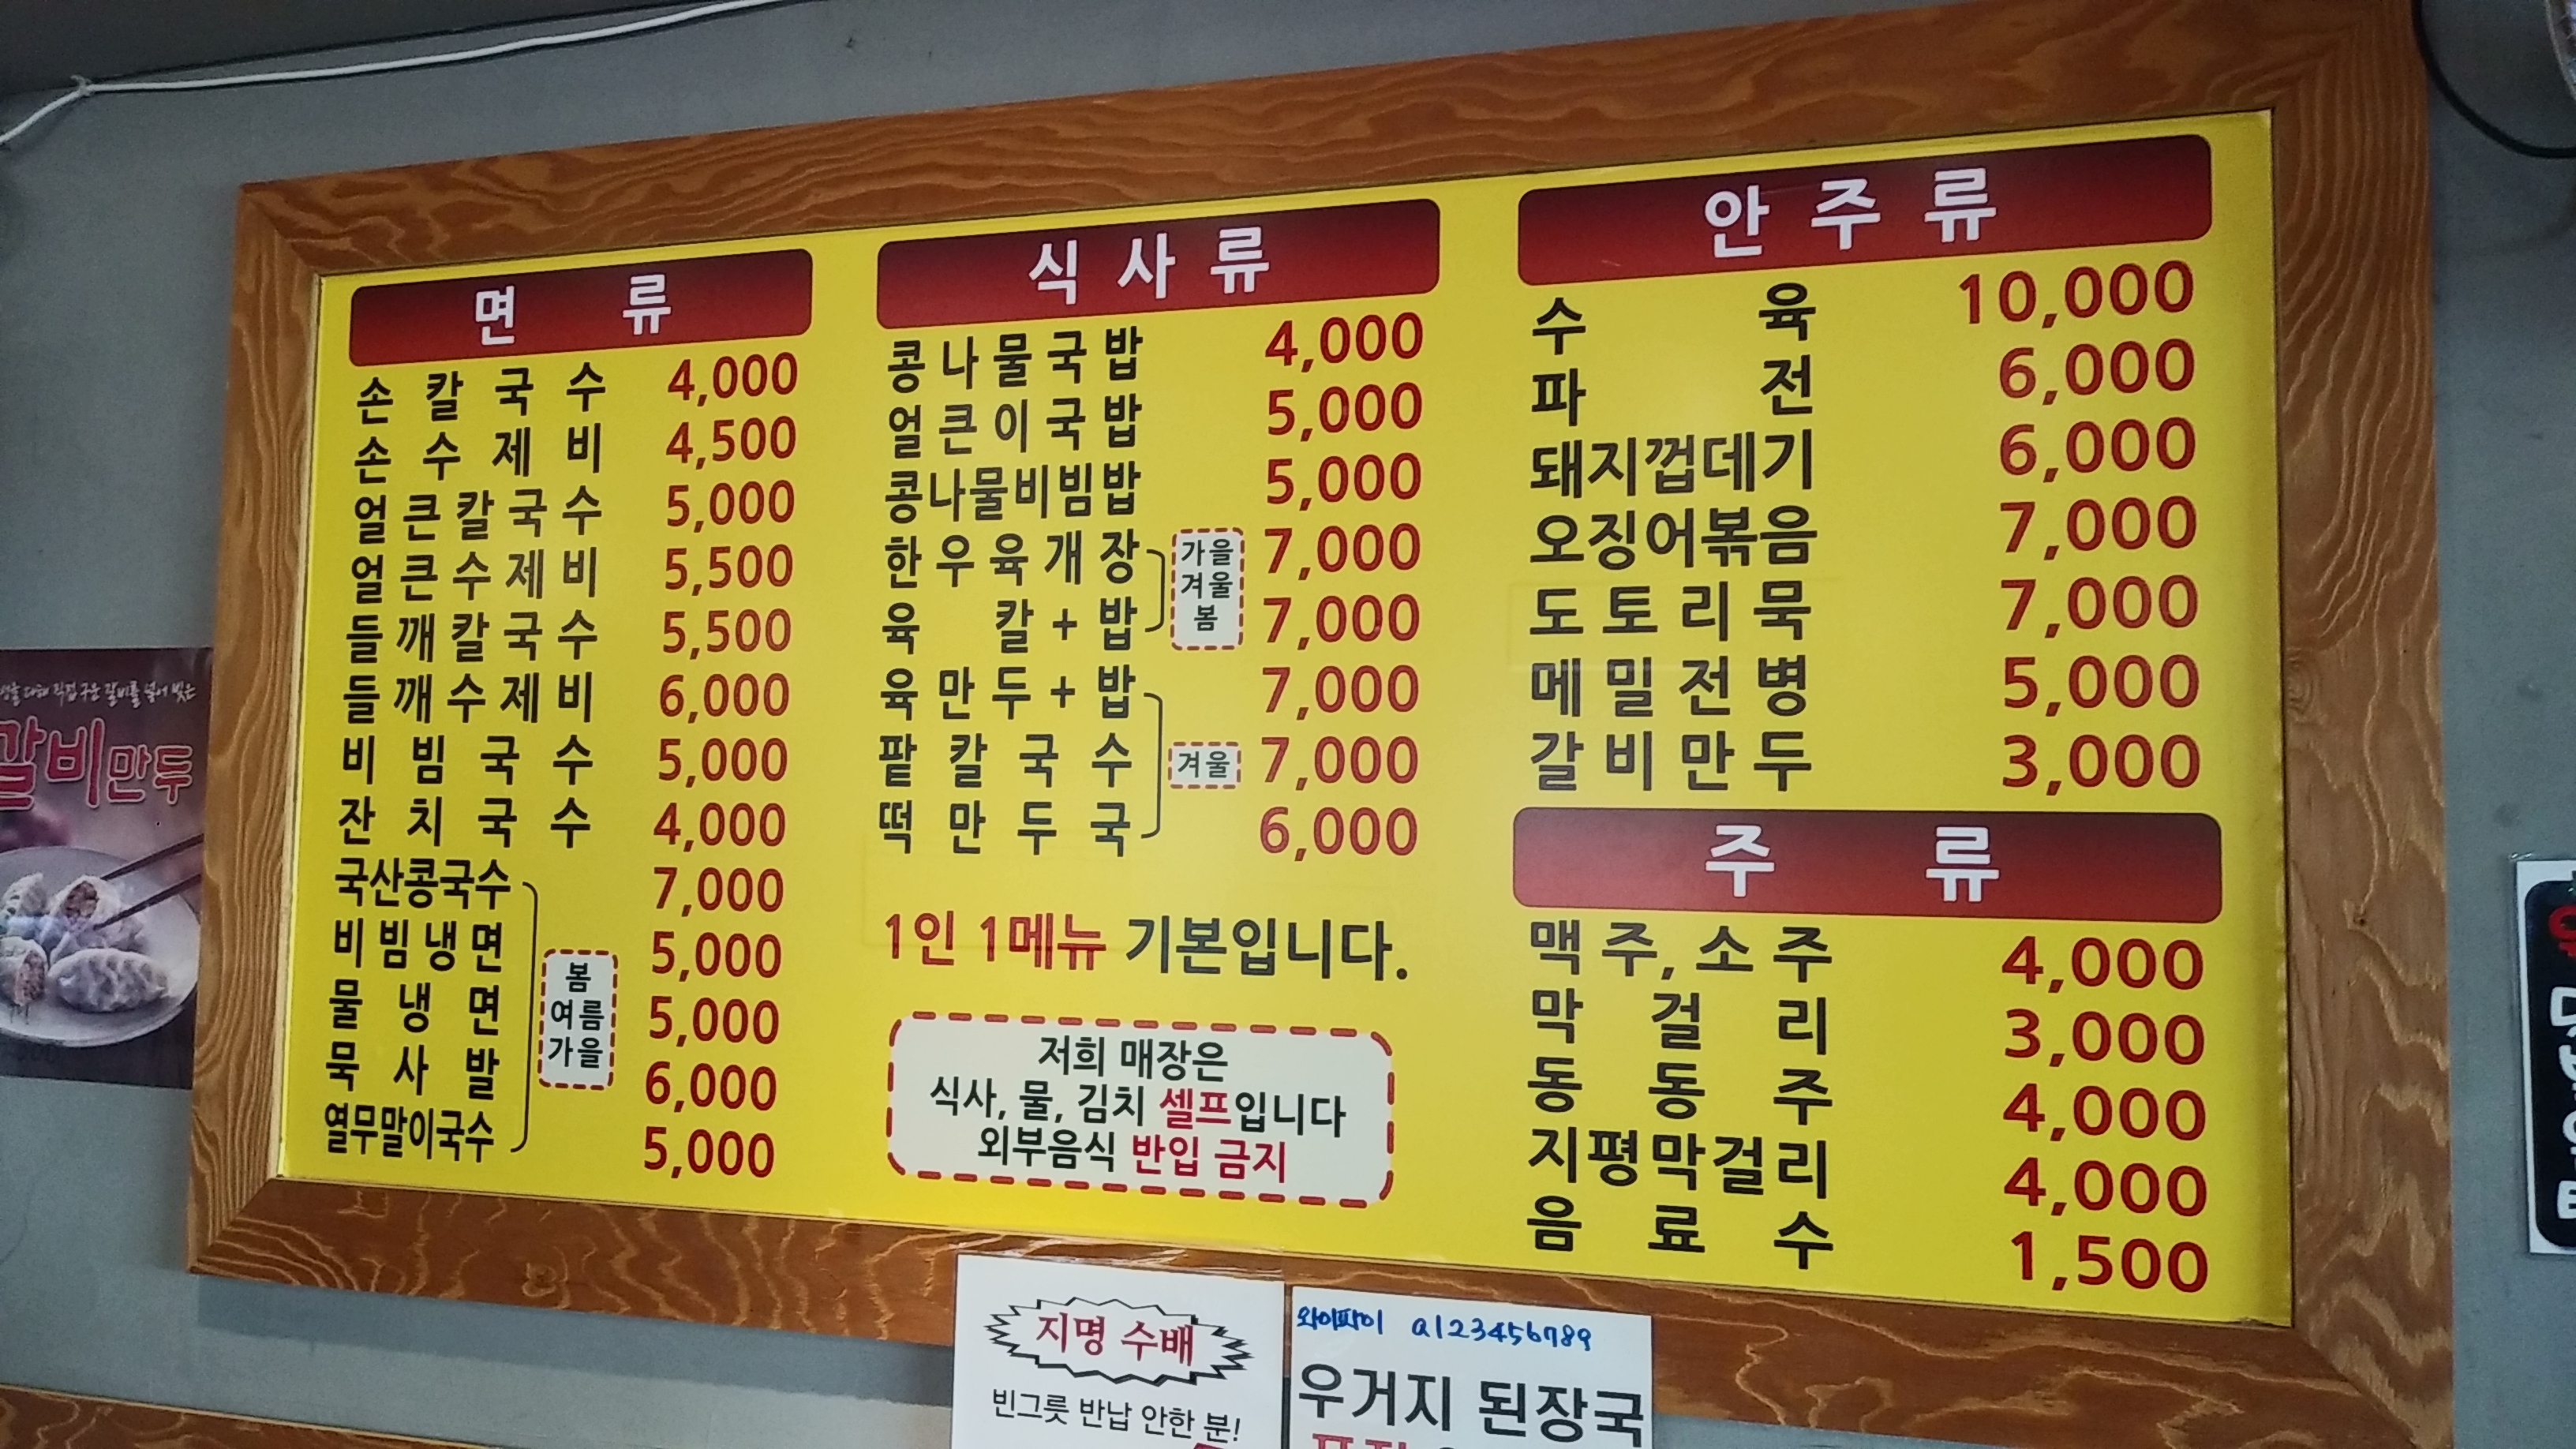 면 류
손칼국수 4,000
손수제비 4,500
얼큰칼국수 5,000
얼큰수제비 5,500
들깨칼국수 5,500
들깨수제비 6,000
비빔국수 5,000
잔치국수 4,000
국산콩국수 7,000
비빔냉면 5,000
물냉면 5,000
묵사발 6,000
열무말이국수 5,000
봄
여름
가을
식사류
콩나물국밥 4,000
얼큰이국밥 5,000
콩나물비빔밥 5,000
한우육개장 7,000
육칼+밥 7,000
가을
겨울
봄
육만두+밥 7,000
팥칼국수 7,000
떡만두국 6,000
겨울
1인 1메뉴 기본입니다.
저희 매장은
식사, 물, 김치 셀프입니다
외부음식 반입 금지
안주류
수육 10,000
파전 6,000
돼지껍데기 6,000
오징어볶음 7,000
도토리묵 7,000
메밀전병 5,000
갈비만두 3,000
주 류
맥주, 소주 4,000
막걸리 3,000
동동주 4,000
지평막걸리 4,000
음료수 1,500
직접 구운 갈비를 넣어 빚은
갈비만두
지명 수배
빈그릇 반납 안한 분!
와이파이 a123456789
우거지 된장국